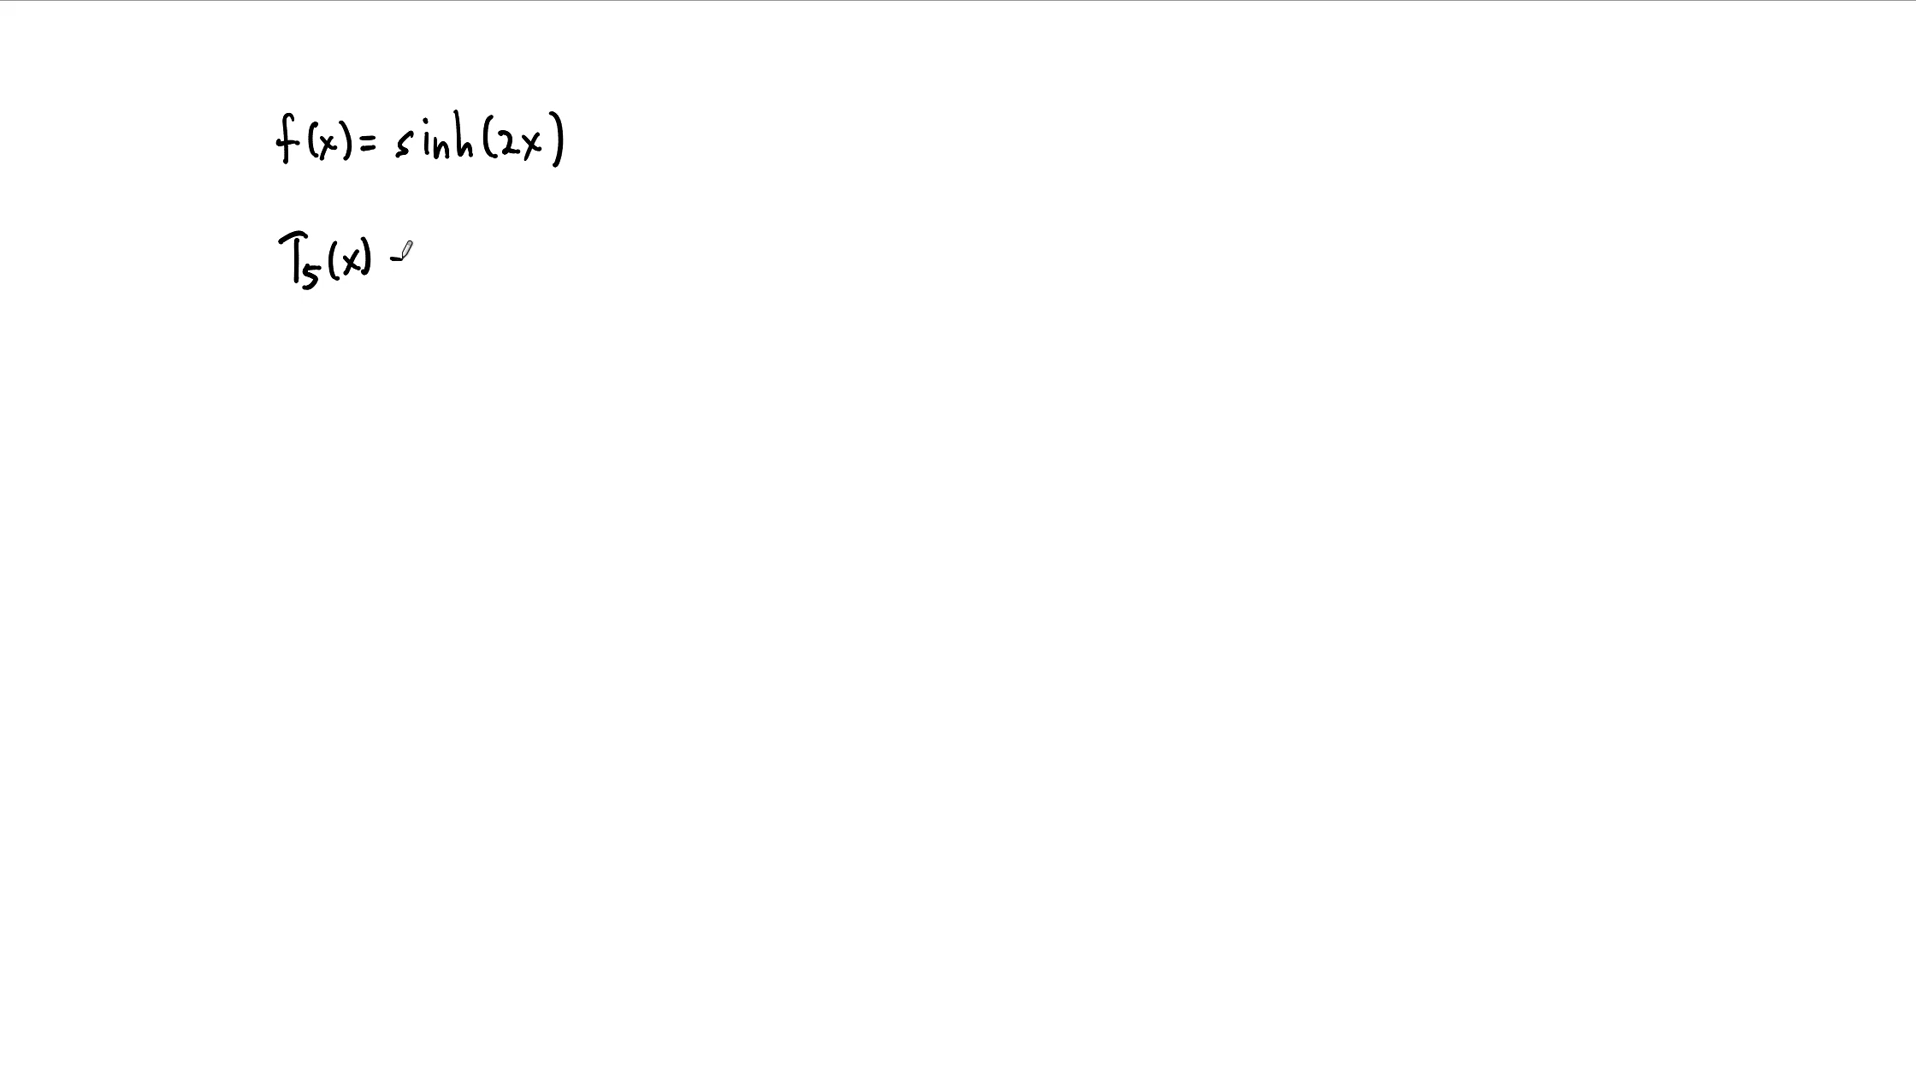 f(x) = sinh(2x)
T₅(x) -